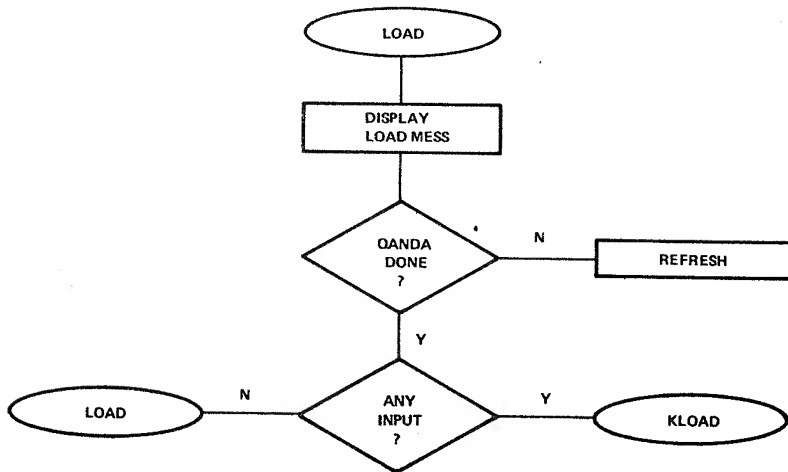 LOAD
DISPLAY
LOAD MESS
QANDA
DONE
?
N
REFRESH
Y
LOAD
N
ANY
INPUT
?
Y
KLOAD